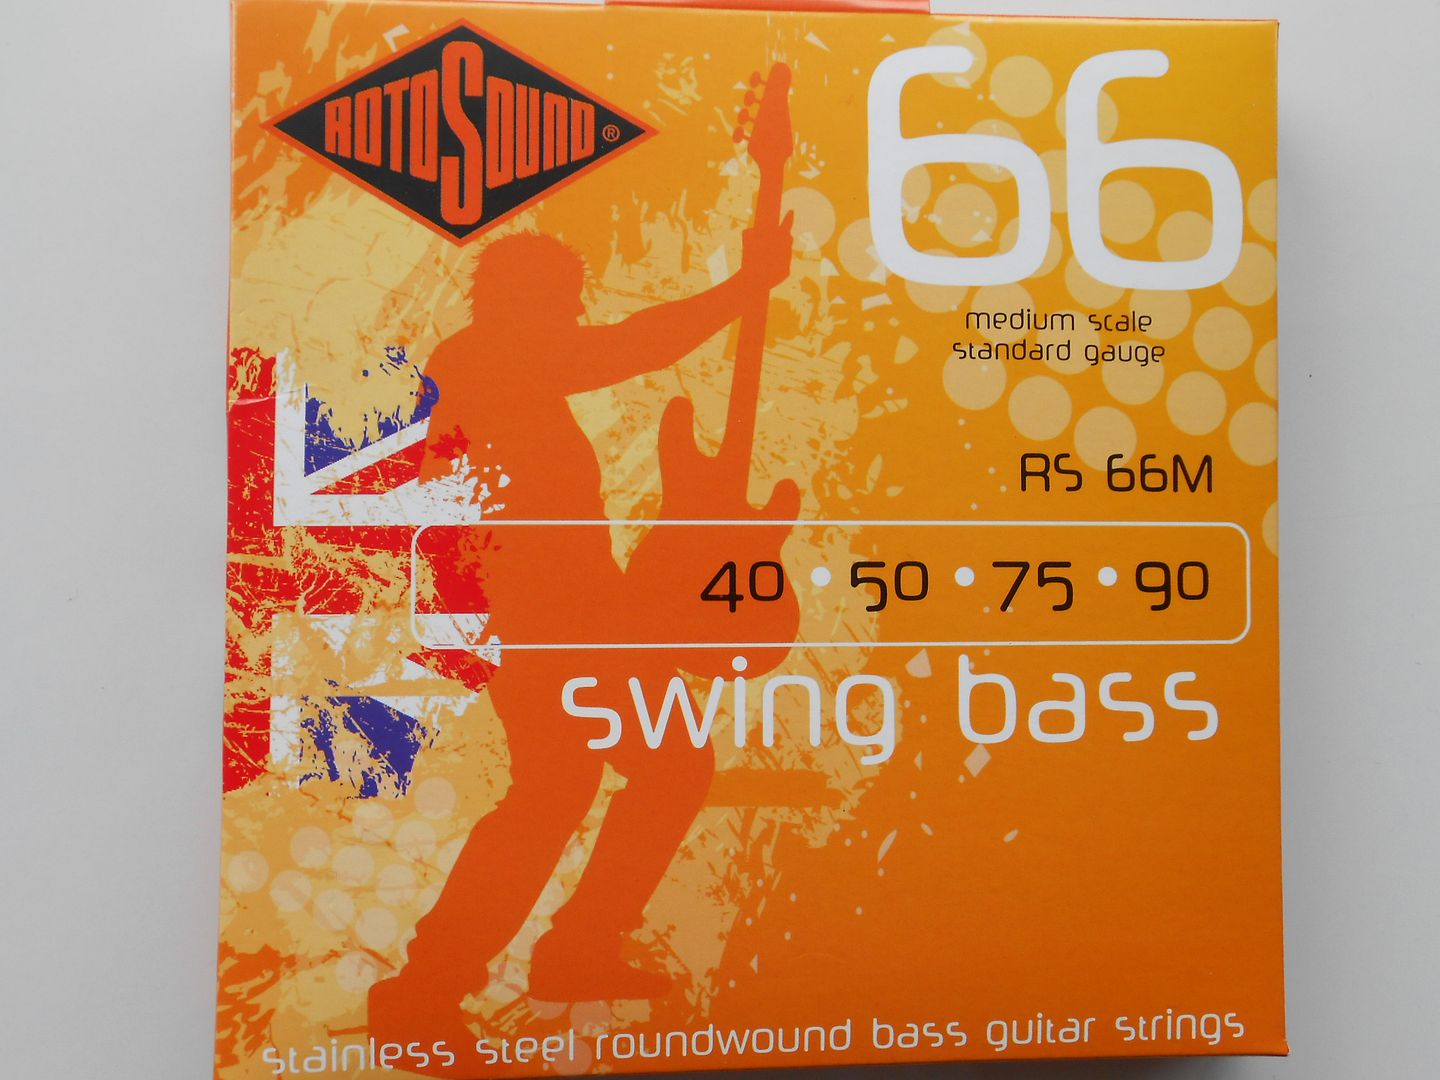 ROTOSOUND®
66
medium scale
standard gauge
RS 66M
40 • 50 • 75 • 90
swing bass
stainless steel roundwound bass guitar strings